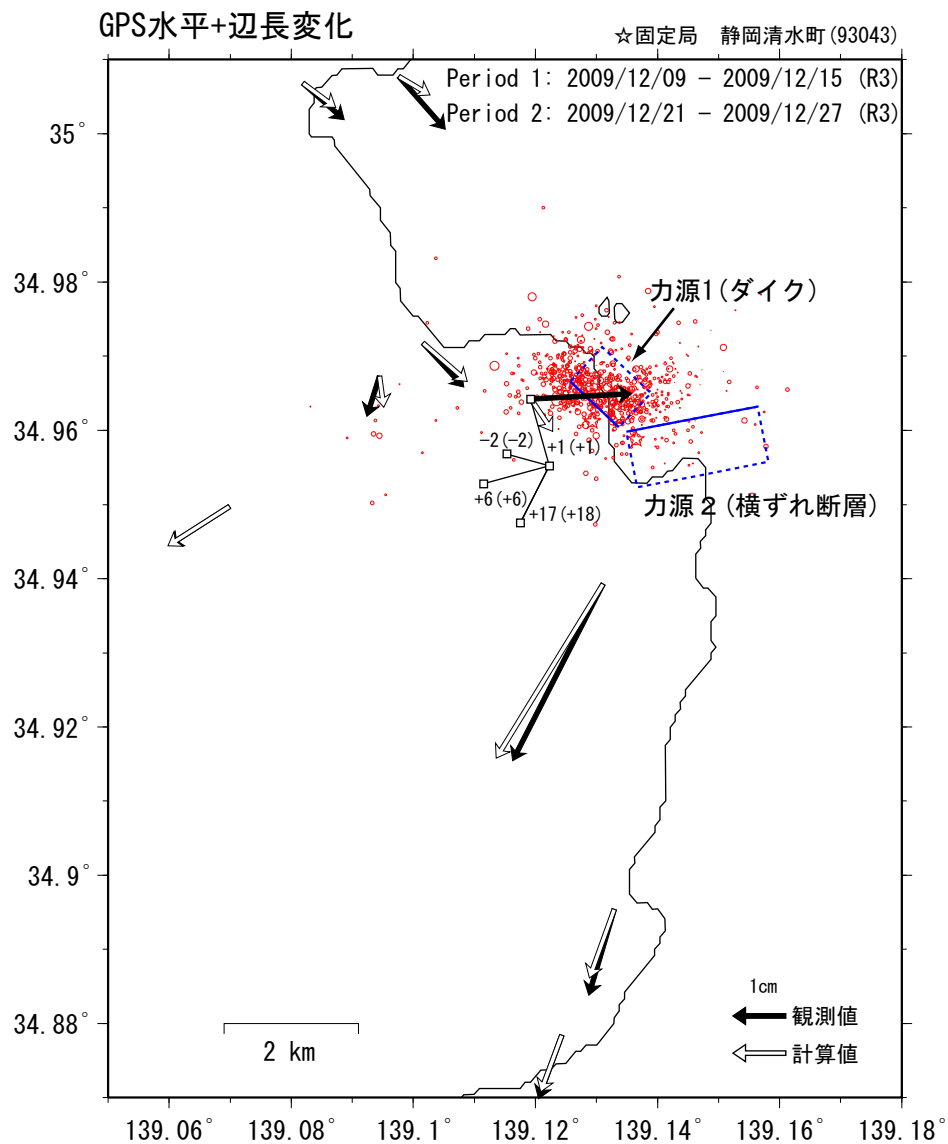 GPS水平+辺長変化
☆固定局 静岡清水町(93043)
Period 1: 2009/12/09 − 2009/12/15 (R3)
Period 2: 2009/12/21 − 2009/12/27 (R3)
35°
34.98°
力源1(ダイク)
34.96°
−2(−2)
+1(+1)
+6(+6)
+17(+18)
力源２(横ずれ断層)
34.94°
34.92°
34.9°
34.88°
1cm
観測値
計算値
2 km
139.06°
139.08°
139.1°
139.12°
139.14°
139.16°
139.18°